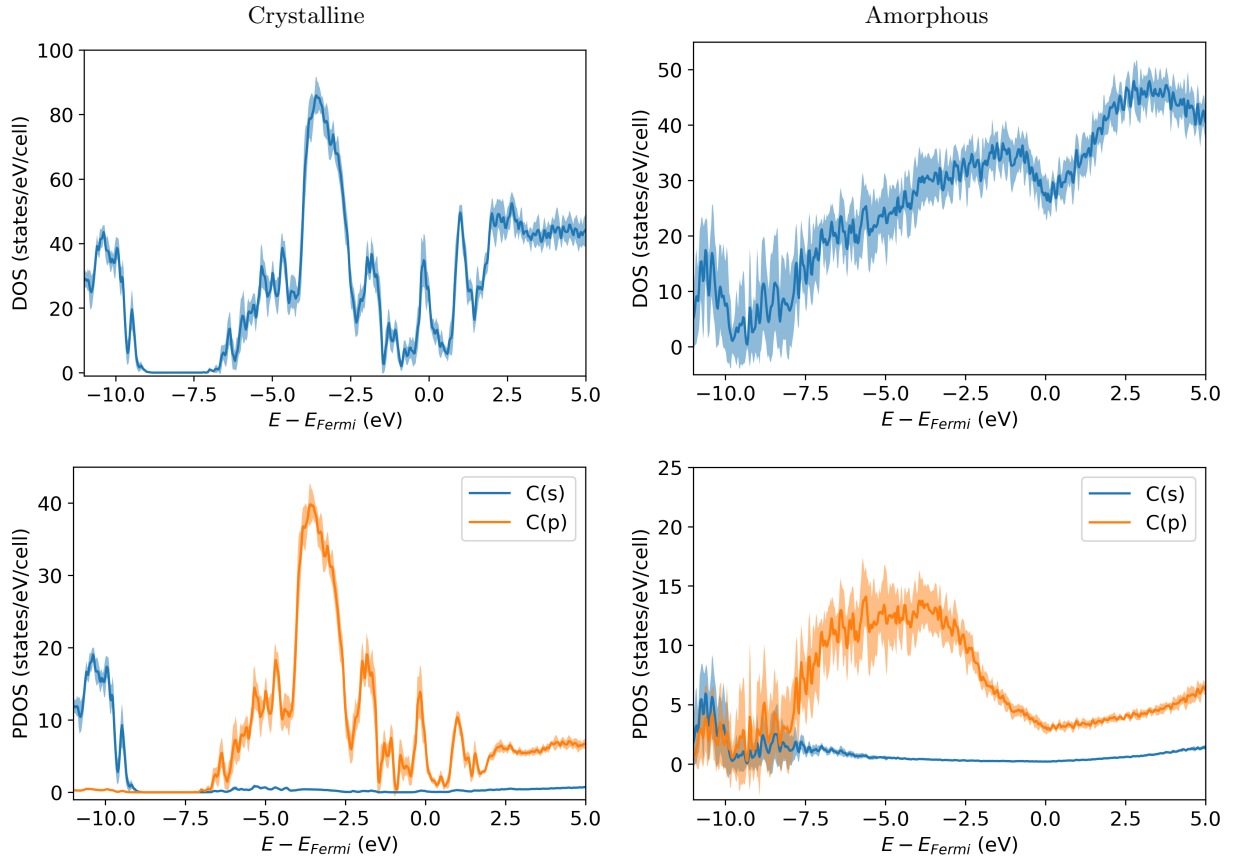 Crystalline
Amorphous
DOS (states/eV/cell)
100
80
60
40
20
0
−10.0 −7.5 −5.0 −2.5 0.0 2.5 5.0
E − E_Fermi (eV)
DOS (states/eV/cell)
50
40
30
20
10
0
−10.0 −7.5 −5.0 −2.5 0.0 2.5 5.0
E − E_Fermi (eV)
PDOS (states/eV/cell)
40
30
20
10
0
C(s)
C(p)
−10.0 −7.5 −5.0 −2.5 0.0 2.5 5.0
E − E_Fermi (eV)
PDOS (states/eV/cell)
25
20
15
10
5
0
C(s)
C(p)
−10.0 −7.5 −5.0 −2.5 0.0 2.5 5.0
E − E_Fermi (eV)